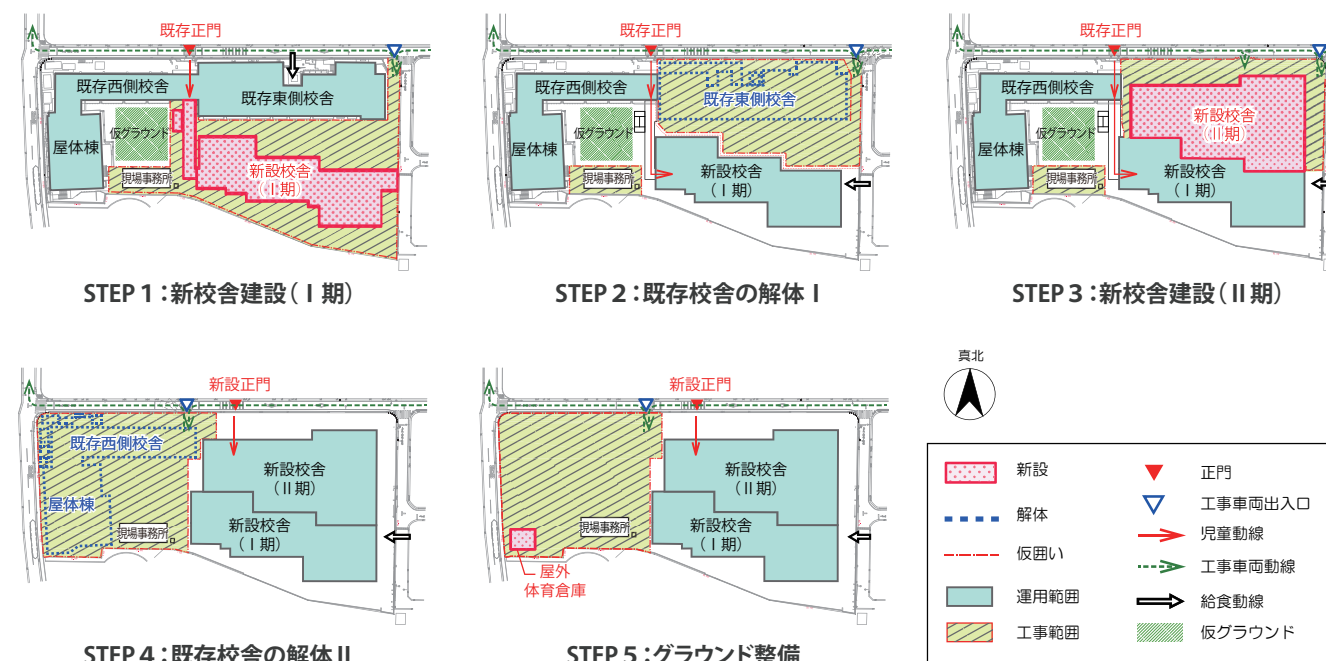 既存正門
既存西側校舎
既存東側校舎
仮グラウンド
屋体棟
現場事務所
新設校舎
(Ⅰ期)
STEP 1:新校舎建設(Ⅰ期)
既存正門
既存西側校舎
既存東側校舎
仮グラウンド
屋体棟
現場事務所
新設校舎
(Ⅰ期)
STEP 2:既存校舎の解体Ⅰ
既存正門
既存西側校舎
新設校舎
(Ⅱ期)
仮グラウンド
屋体棟
現場事務所
新設校舎
(Ⅰ期)
STEP 3:新校舎建設(Ⅱ期)
新設正門
既存西側校舎
屋体棟
現場事務所
新設校舎
(Ⅱ期)
新設校舎
(Ⅰ期)
STEP 4:既存校舎の解体Ⅱ
新設正門
新設校舎
(Ⅱ期)
現場事務所
新設校舎
(Ⅰ期)
屋外
体育倉庫
STEP 5:グラウンド整備
真北
新設
解体
仮囲い
運用範囲
工事範囲
正門
工事車両出入口
児童動線
工事車両動線
給食動線
仮グラウンド